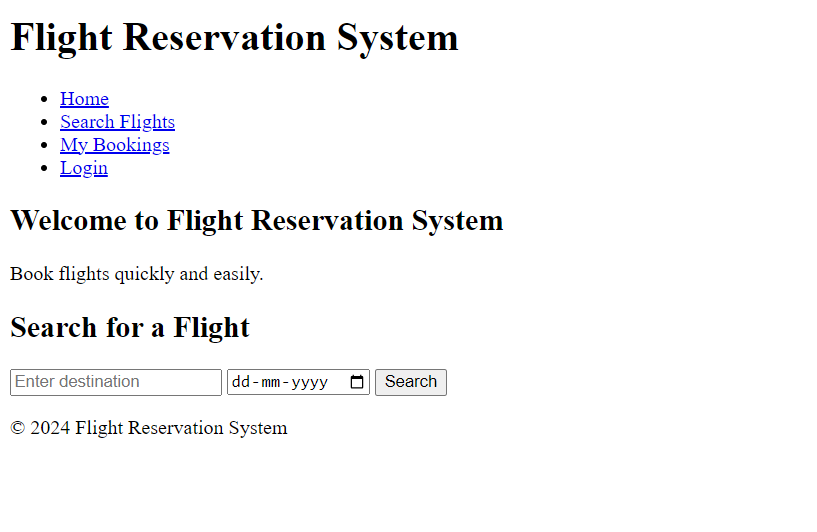 Flight Reservation System
Home
Search Flights
My Bookings
Login
Welcome to Flight Reservation System
Book flights quickly and easily.
Search for a Flight
Enter destination dd-mm-yyyy Search
© 2024 Flight Reservation System